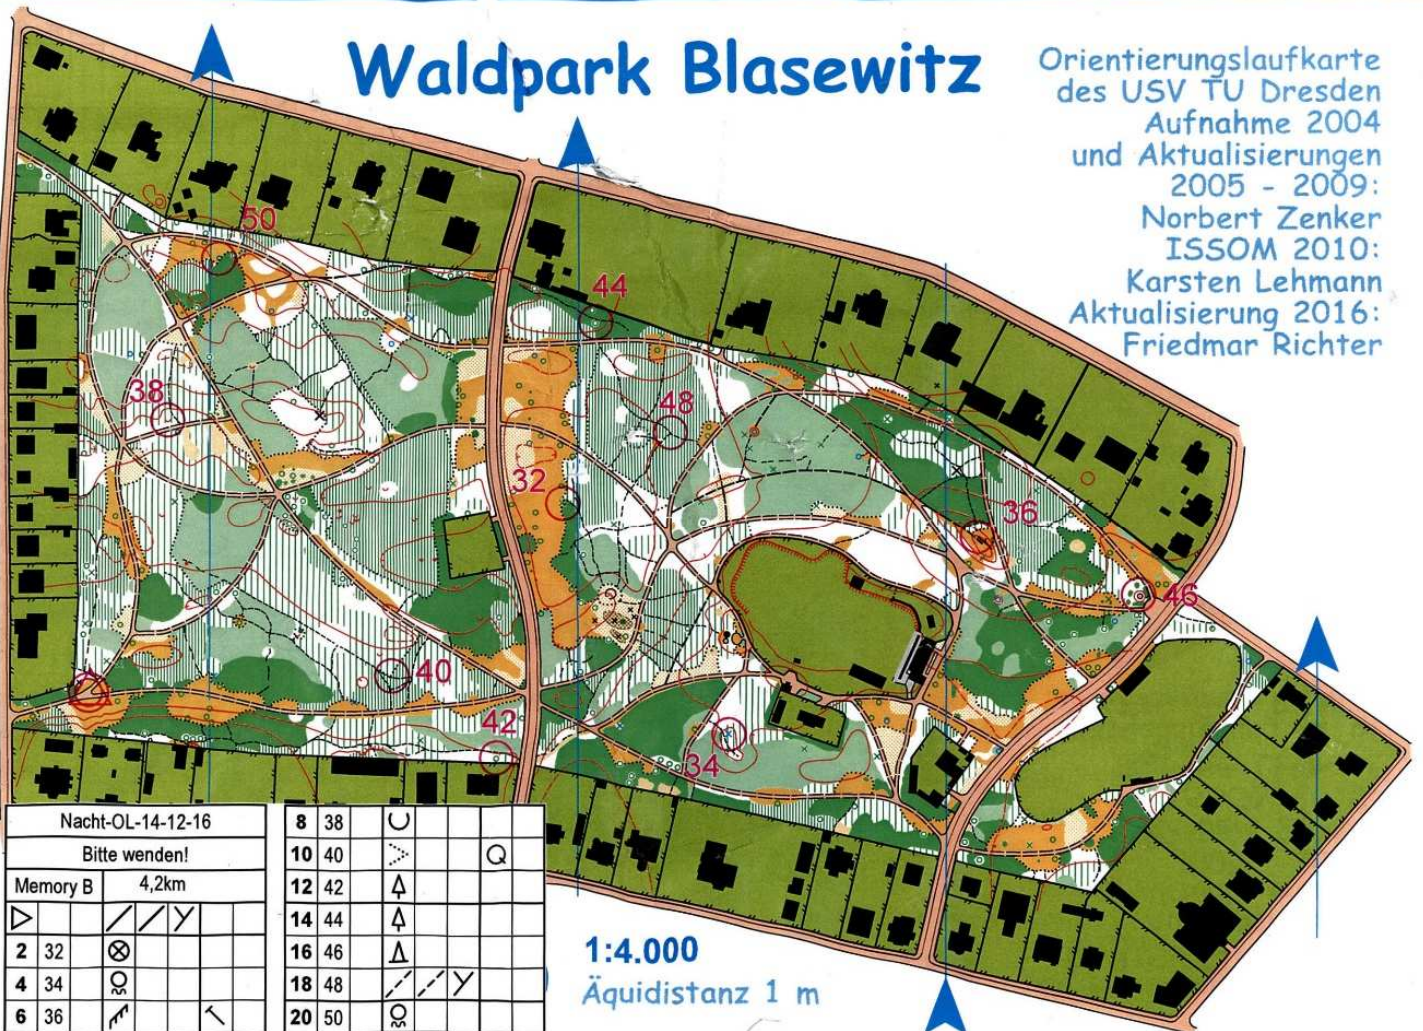 Waldpark Blasewitz
Orientierungslaufkarte
des USV TU Dresden
Aufnahme 2004
und Aktualisierungen
2005 - 2009:
Norbert Zenker
ISSOM 2010:
Karsten Lehmann
Aktualisierung 2016:
Friedmar Richter
50
44
38
48
32
36
46
40
42
34
Nacht-OL-14-12-16
Bitte wenden!
Memory B 4,2km
2 32
4 34
6 36
8 38
10 40
12 42
14 44
16 46
18 48
20 50
1:4.000
Äquidistanz 1 m